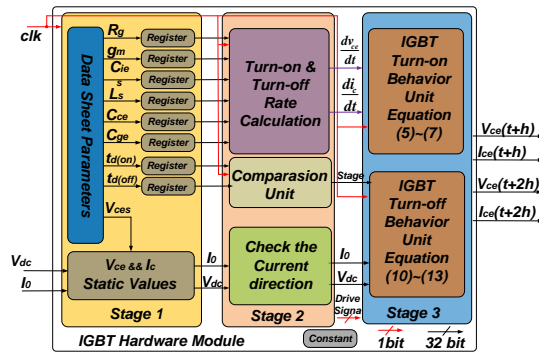 clk
Data Sheet Parameters
Rg
Register
gm
Register
Cie
s
Register
Ls
Register
Cce
Register
Cge
Register
td(on)
Register
td(off)
Register
Vces
Vdc
I0
Vce && Ic
Static Values
Stage 1
Turn-on &
Turn-off
Rate
Calculation
Comparasion
Unit
I0
Vdc
Check the
Current
direction
Stage 2
dvce
dt
dic
dt
Stage
I0
Vdc
Drive
Signa
IGBT
Turn-on
Behavior
Unit
Equation
(5)~(7)
IGBT
Turn-off
Behavior
Unit
Equation
(10)~(13)
Stage 3
Vce(t+h)
Ice(t+h)
Vce(t+2h)
Ice(t+2h)
IGBT Hardware Module
Constant
1bit
32 bit